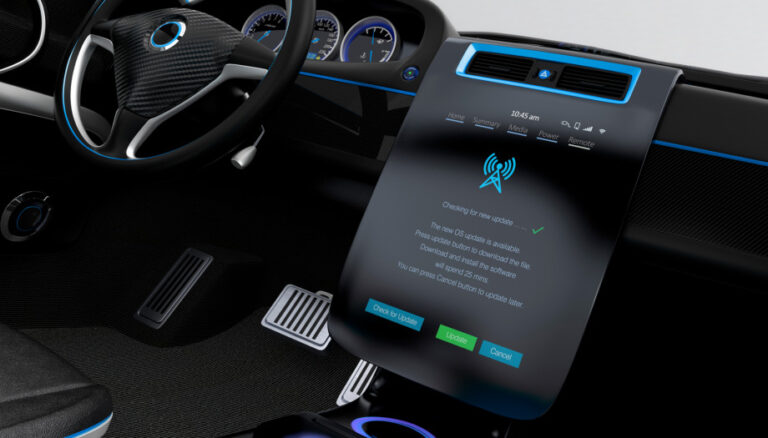 10:45 am
Home Summary Media Power Remote
Checking for new update .....
The new OS update is available.
Press update button to download the file.
Download and install the software
will spend 25 mins.
You can press Cancel button to update later.
Check for Update Update Cancel